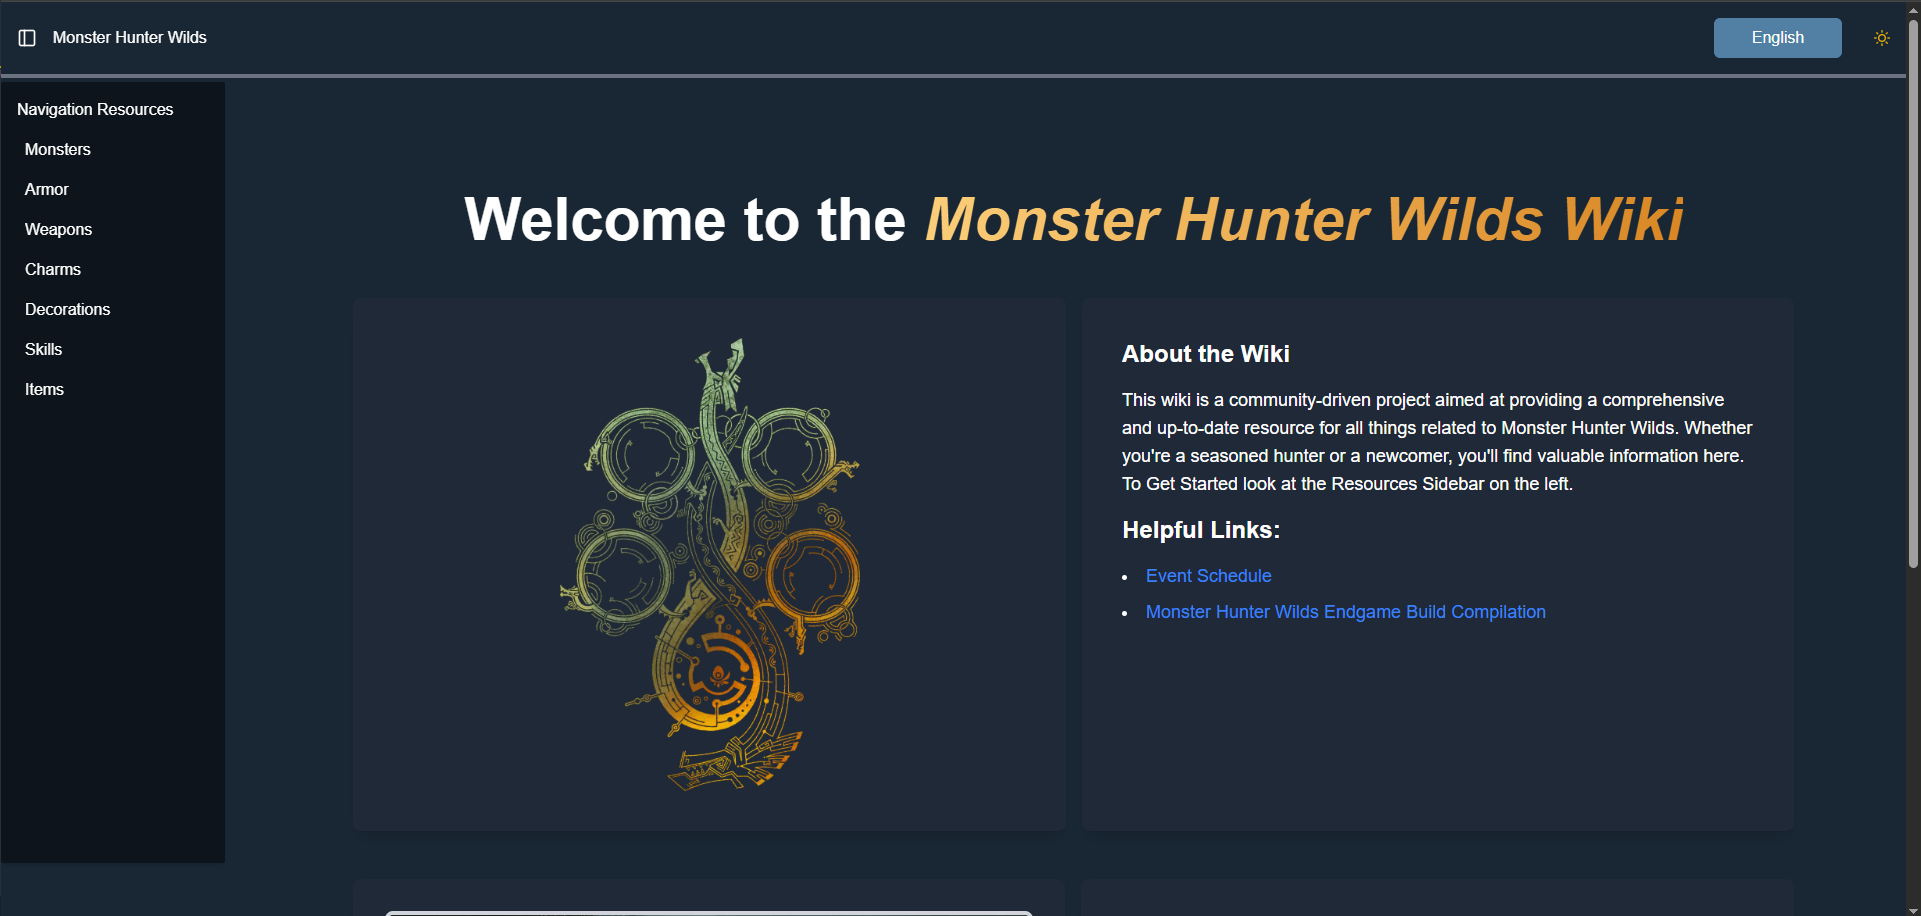 Monster Hunter Wilds
English
Navigation Resources
Monsters
Armor
Weapons
Charms
Decorations
Skills
Items
Welcome to the Monster Hunter Wilds Wiki
About the Wiki
This wiki is a community-driven project aimed at providing a comprehensive
and up-to-date resource for all things related to Monster Hunter Wilds. Whether
you're a seasoned hunter or a newcomer, you'll find valuable information here.
To Get Started look at the Resources Sidebar on the left.
Helpful Links:
Event Schedule
Monster Hunter Wilds Endgame Build Compilation